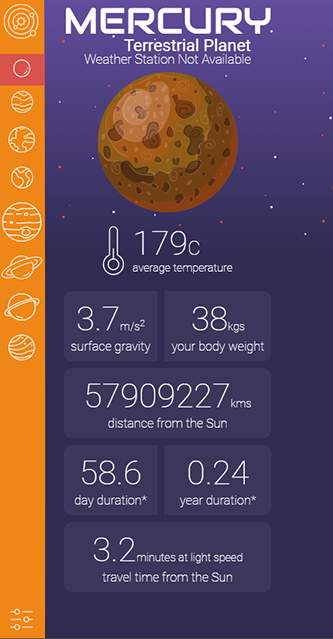 MERCURY
Terrestrial Planet
Weather Station Not Available
179C
average temperature
3.7m/s²
surface gravity
38kgs
your body weight
57909227kms
distance from the Sun
58.6
day duration*
0.24
year duration*
3.2minutes at light speed
travel time from the Sun